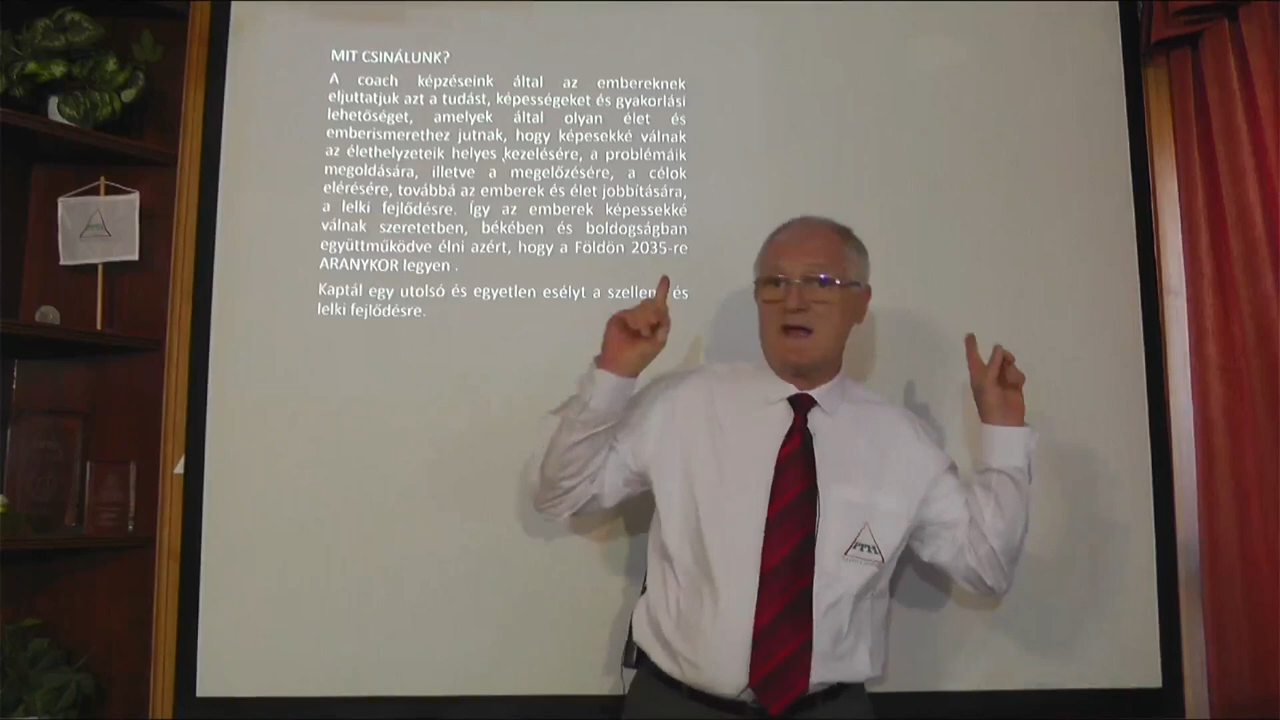 MIT CSINÁLUNK?
A coach képzéseink által az embereknek
eljuttatjuk azt a tudást, képességeket és gyakorlási
lehetőséget, amelyek által olyan élet és
emberismerethez jutnak, hogy képesekké válnak
az élethelyzeteik helyes kezelésére, a problémáik
megoldására, illetve a megelőzésére, a célok
elérésére, továbbá az emberek és élet jobbítására,
a lelki fejlődésre. Így az emberek képessekké
válnak szeretetben, békében és boldogságban
együttműködve élni azért, hogy a Földön 2035-re
ARANYKOR legyen .
Kaptál egy utolsó és egyetlen esélyt a és
lelki fejlődésre.